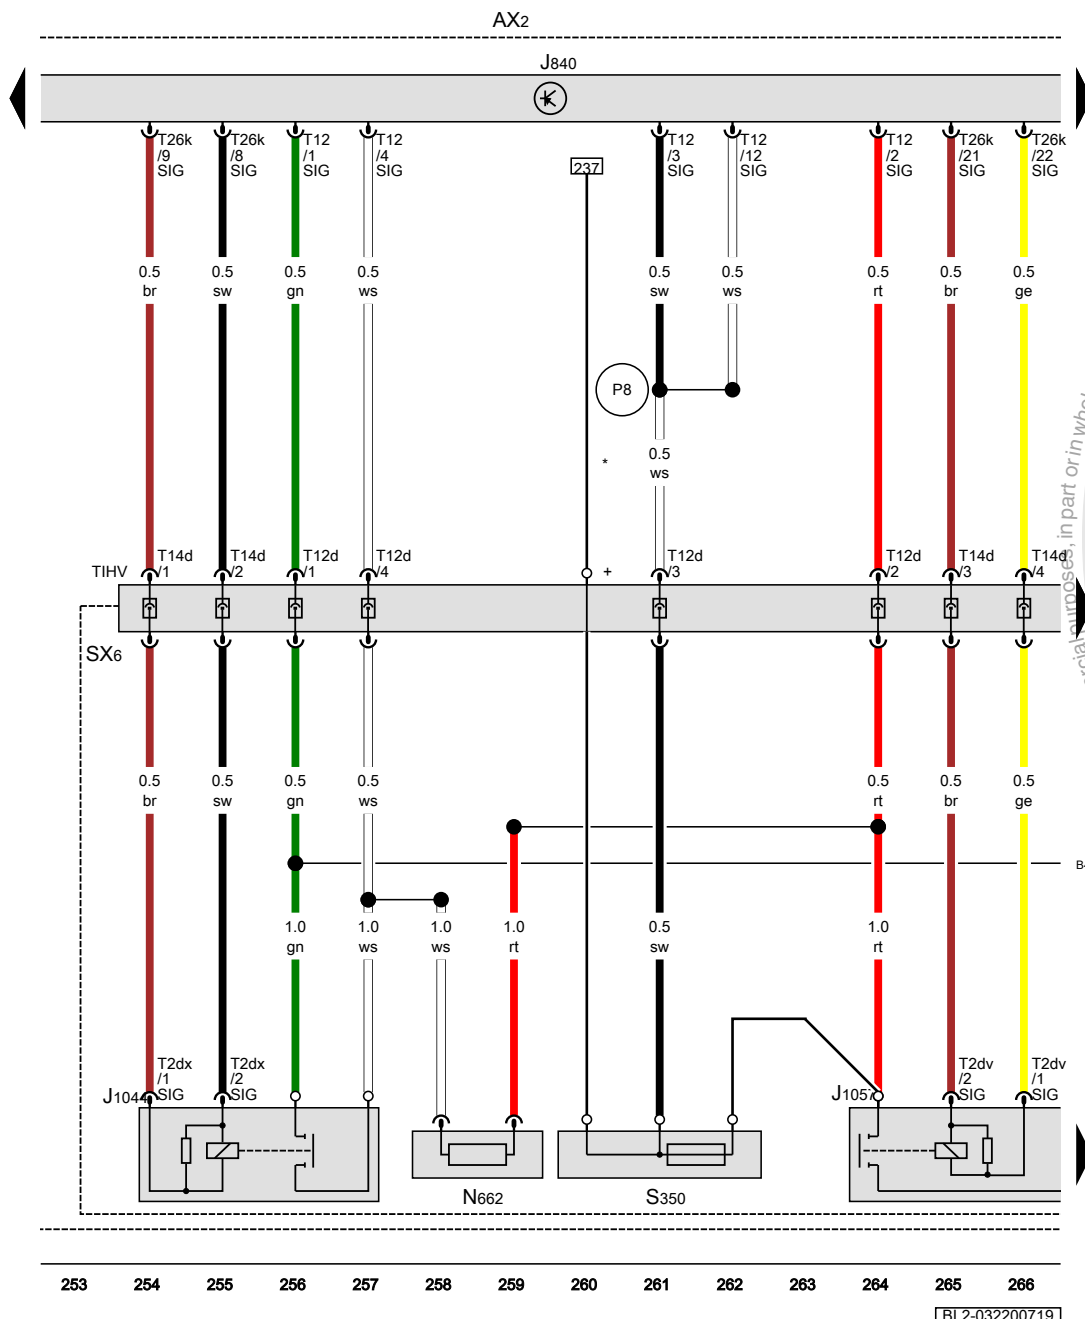 AX2
J840
T26k /9 SIG
T26k /8 SIG
T12 /1 SIG
T12 /4 SIG
T12 /3 SIG
T12 /12 SIG
T12 /2 SIG
T26k /21 SIG
T26k /22 SIG
237
0.5 br
0.5 sw
0.5 gn
0.5 ws
0.5 sw
0.5 ws
0.5 rt
0.5 br
0.5 ge
P8
*
0.5 ws
TIHV
T14d /1
T14d /2
T12d /1
T12d /4
+
T12d /3
T12d /2
T14d /3
T14d /4
SX6
0.5 br
0.5 sw
0.5 gn
0.5 ws
0.5 rt
0.5 br
0.5 ge
1.0 gn
1.0 ws
1.0 ws
1.0 rt
0.5 sw
1.0 rt
T2dx /1 SIG
T2dx /2 SIG
T2dv /2 SIG
T2dv /1 SIG
J1044
J1057
N662
S350
253 254 255 256 257 258 259 260 261 262 263 264 265 266
BL2-032200719
purposes, in part or in